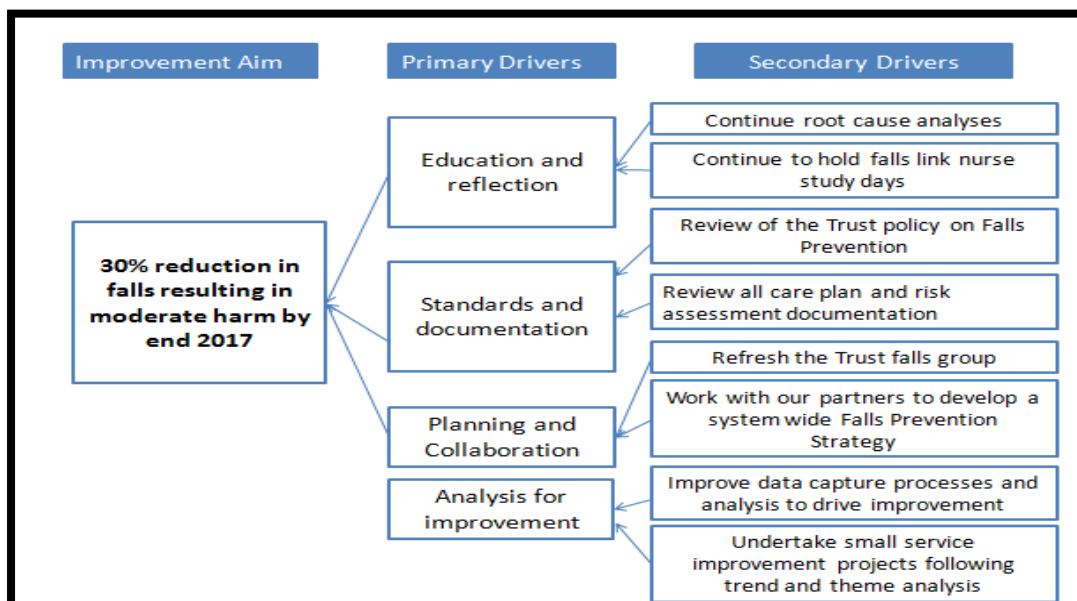 Improvement Aim
Primary Drivers
Secondary Drivers
30% reduction in
falls resulting in
moderate harm by
end 2017
Education and
reflection
Standards and
documentation
Planning and
Collaboration
Analysis for
improvement
Continue root cause analyses
Continue to hold falls link nurse
study days
Review of the Trust policy on Falls
Prevention
Review all care plan and risk
assessment documentation
Refresh the Trust falls group
Work with our partners to develop a
system wide Falls Prevention
Strategy
Improve data capture processes and
analysis to drive improvement
Undertake small service
improvement projects following
trend and theme analysis